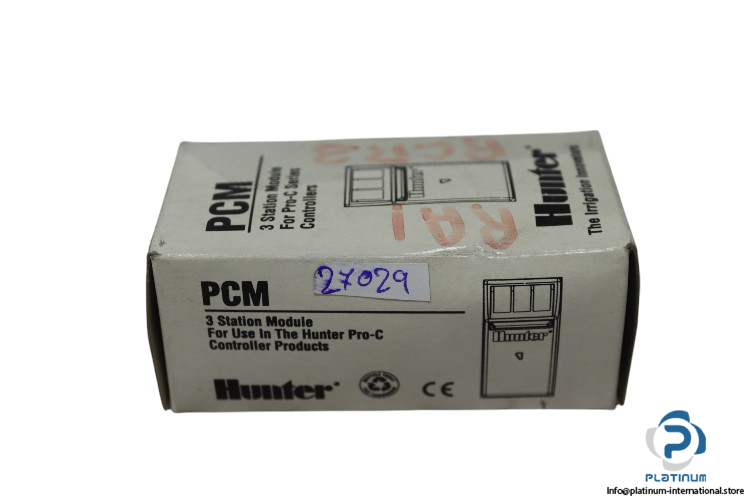 PCM
3 Station Module
For Pro-C Series
Controllers
Hunter
Hunter®
The Irrigation Innovators
R.A
27029
PCM
3 Station Module
For Use In The Hunter Pro-C
Controller Products
Hunter®
CE
Hunter®
PLATINUM
Info@platinum-international.store